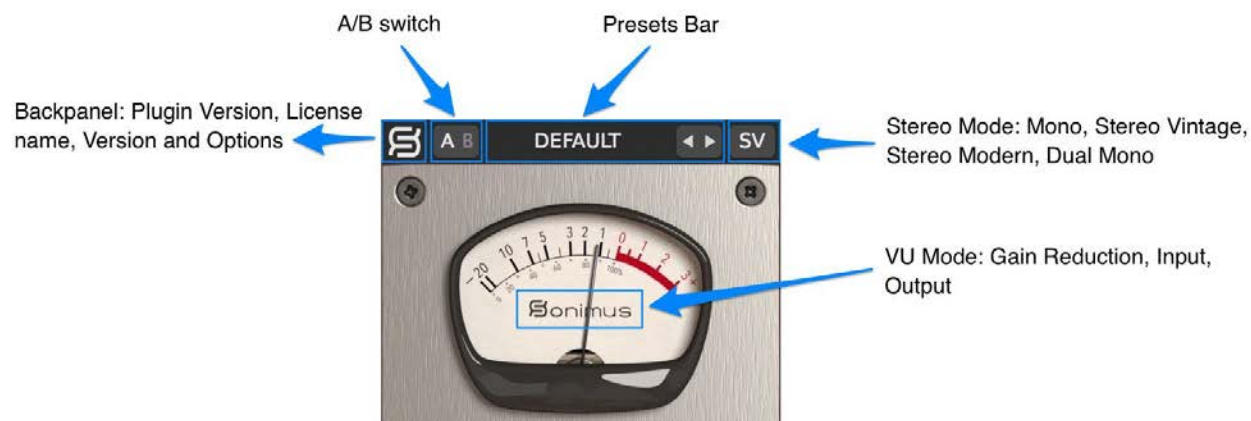 A/B switch
Presets Bar
Backpanel: Plugin Version, License
name, Version and Options
A B
DEFAULT
SV
Stereo Mode: Mono, Stereo Vintage,
Stereo Modern, Dual Mono
20 10 7 5 3 2 1 0 1 2 3 +
100%
VU Mode: Gain Reduction, Input,
Output
Sonimus